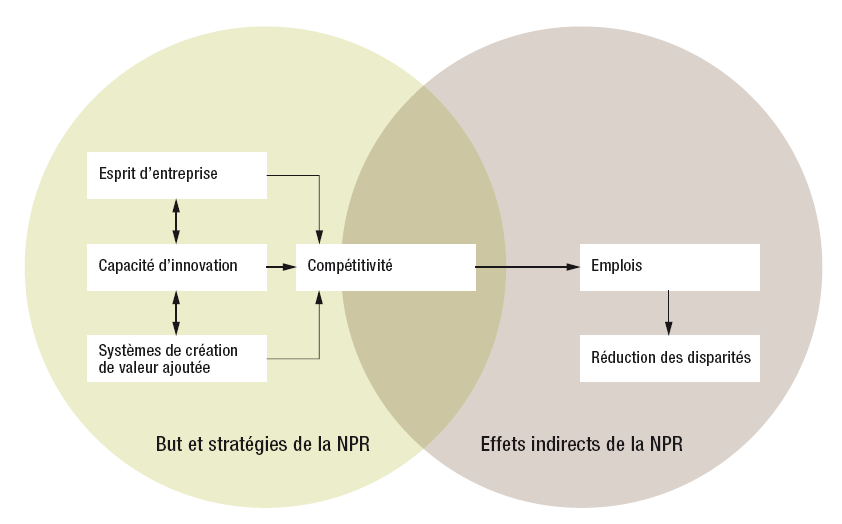 Esprit d’entreprise
Capacité d’innovation
Compétitivité
Emplois
Systèmes de création
de valeur ajoutée
Réduction des disparités
But et stratégies de la NPR
Effets indirects de la NPR